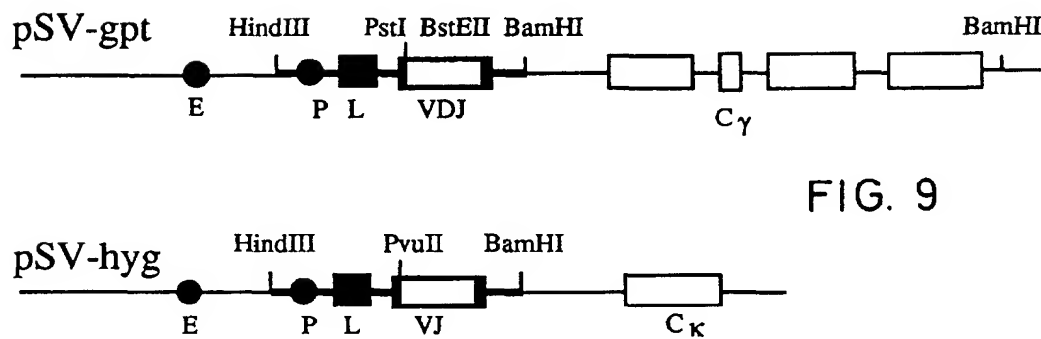 pSV-gpt
HindIII PstI BstEII BamHI BamHI
E P L VDJ Cγ
FIG. 9
pSV-hyg
HindIII PvuII BamHI
E P L VJ Cκ